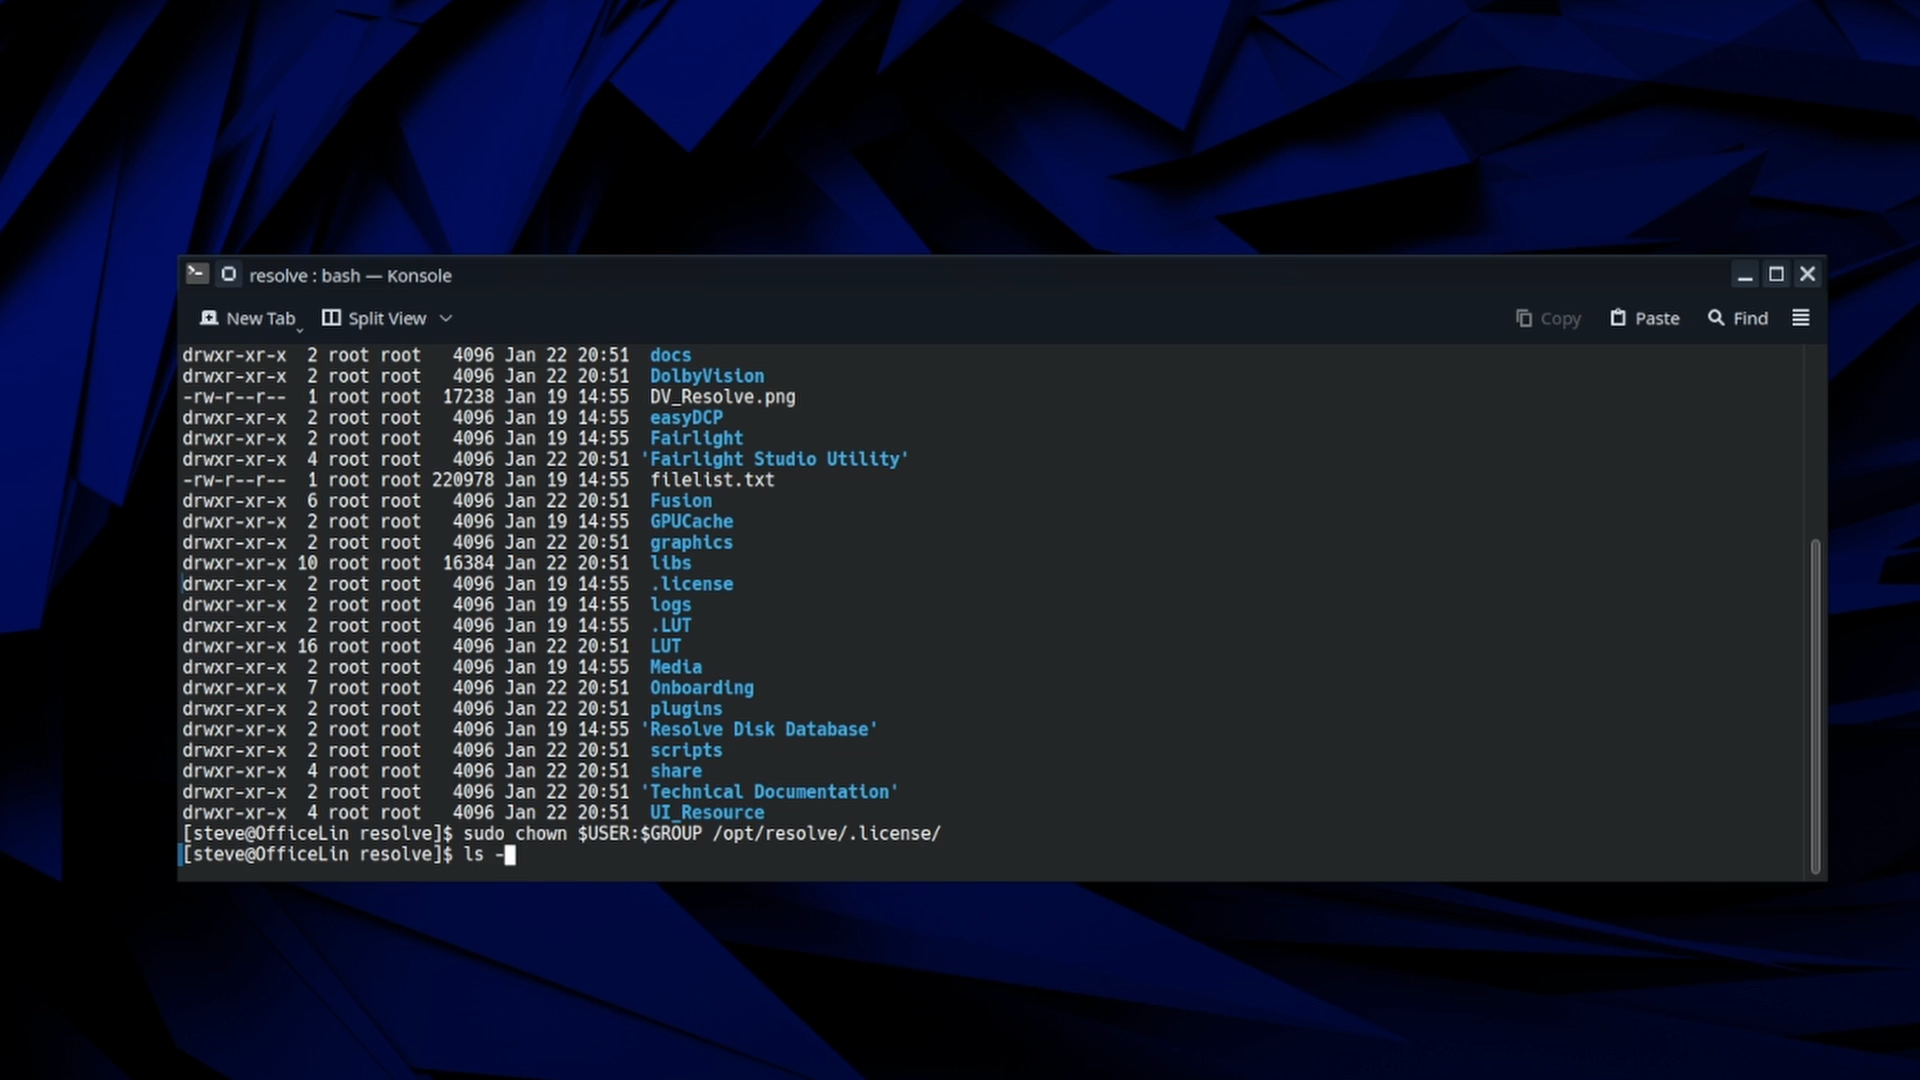 resolve : bash — Konsole
New Tab Split View Copy Paste Find
drwxr-xr-x  2 root root   4096 Jan 22 20:51  docs
drwxr-xr-x  2 root root   4096 Jan 22 20:51  DolbyVision
-rw-r--r--  1 root root  17238 Jan 19 14:55  DV_Resolve.png
drwxr-xr-x  2 root root   4096 Jan 19 14:55  easyDCP
drwxr-xr-x  2 root root   4096 Jan 19 14:55  Fairlight
drwxr-xr-x  4 root root   4096 Jan 22 20:51 'Fairlight Studio Utility'
-rw-r--r--  1 root root 220978 Jan 19 14:55  filelist.txt
drwxr-xr-x  6 root root   4096 Jan 22 20:51  Fusion
drwxr-xr-x  2 root root   4096 Jan 19 14:55  GPUCache
drwxr-xr-x  2 root root   4096 Jan 22 20:51  graphics
drwxr-xr-x 10 root root  16384 Jan 22 20:51  libs
drwxr-xr-x  2 root root   4096 Jan 19 14:55  .license
drwxr-xr-x  2 root root   4096 Jan 19 14:55  logs
drwxr-xr-x  2 root root   4096 Jan 19 14:55  .LUT
drwxr-xr-x 16 root root   4096 Jan 22 20:51  LUT
drwxr-xr-x  2 root root   4096 Jan 19 14:55  Media
drwxr-xr-x  7 root root   4096 Jan 22 20:51  Onboarding
drwxr-xr-x  2 root root   4096 Jan 22 20:51  plugins
drwxr-xr-x  2 root root   4096 Jan 19 14:55 'Resolve Disk Database'
drwxr-xr-x  2 root root   4096 Jan 22 20:51  scripts
drwxr-xr-x  4 root root   4096 Jan 22 20:51  share
drwxr-xr-x  2 root root   4096 Jan 22 20:51 'Technical Documentation'
drwxr-xr-x  4 root root   4096 Jan 22 20:51  UI_Resource
[steve@OfficeLin resolve]$ sudo chown $USER:$GROUP /opt/resolve/.license/
[steve@OfficeLin resolve]$ ls -